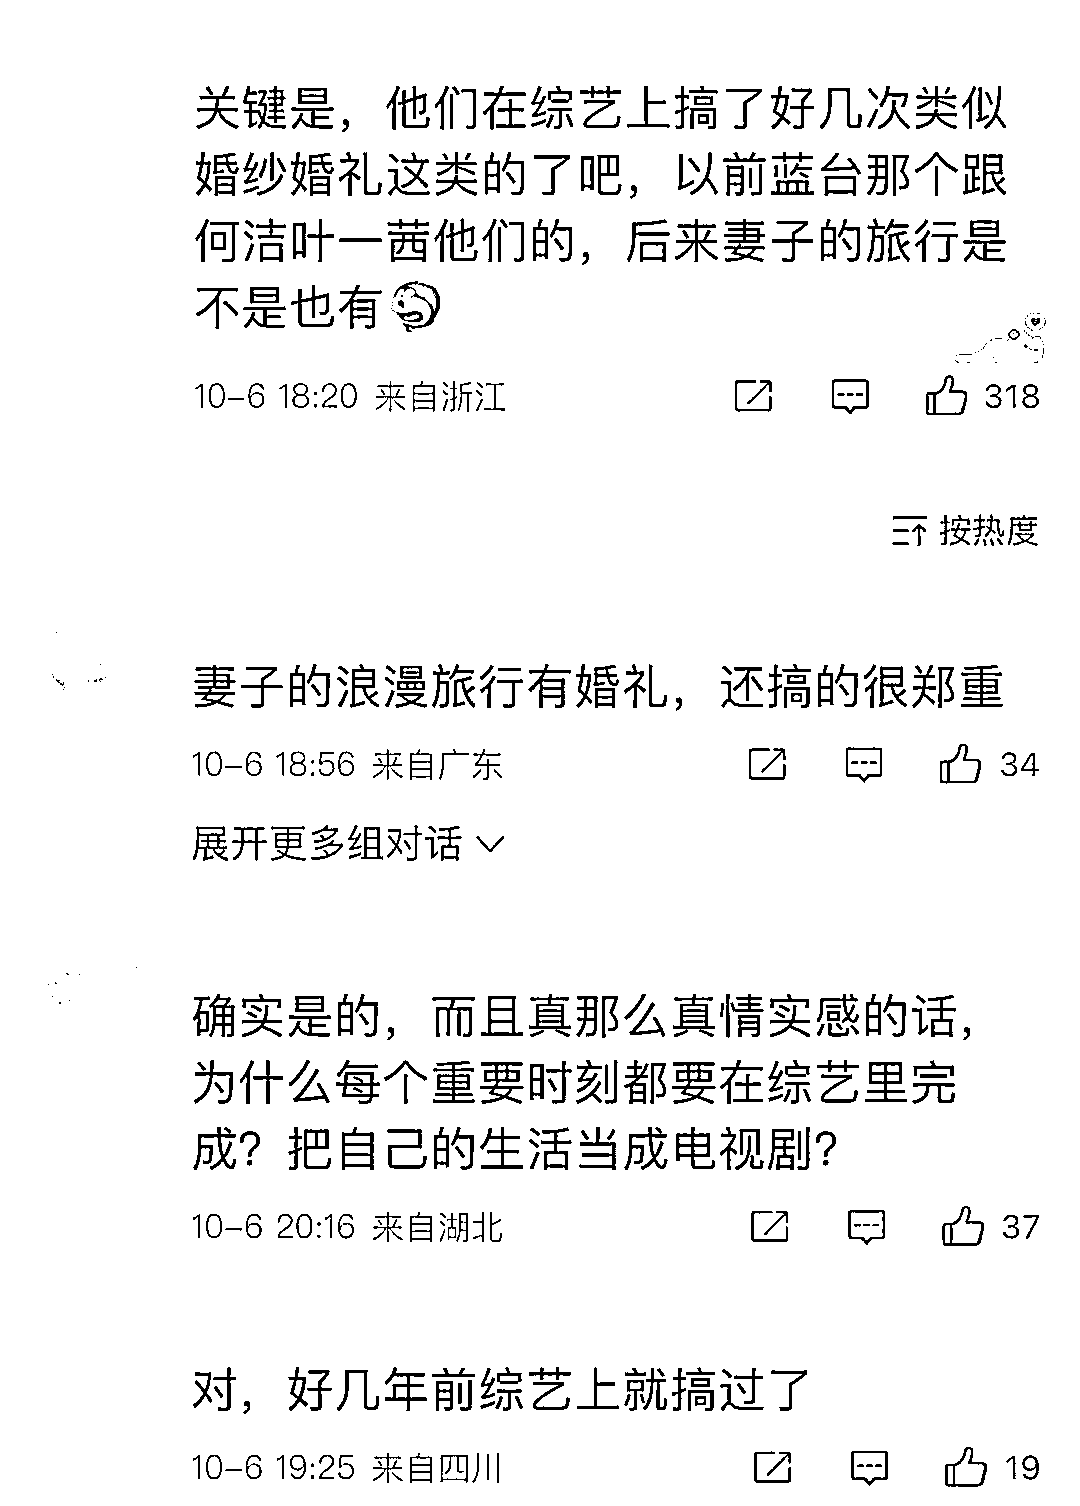 关键是，他们在综艺上搞了好几次类似
婚纱婚礼这类的了吧，以前蓝台那个跟
何洁叶一茜他们的，后来妻子的旅行是
不是也有
10-6 18:20 来自浙江 318
按热度
妻子的浪漫旅行有婚礼，还搞的很郑重
10-6 18:56 来自广东 34
展开更多组对话
确实是的，而且真那么真情实感的话，
为什么每个重要时刻都要在综艺里完
成？把自己的生活当成电视剧？
10-6 20:16 来自湖北 37
对，好几年前综艺上就搞过了
10-6 19:25 来自四川 19